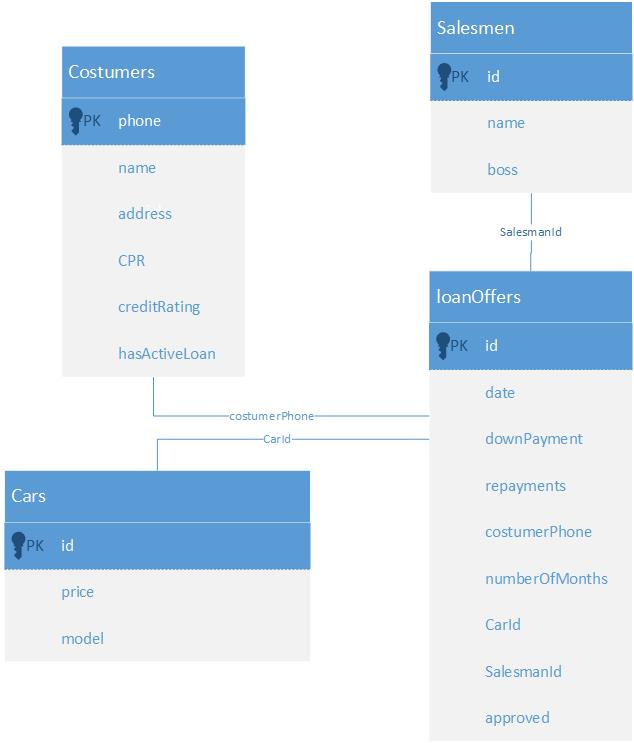 Costumers
PK phone
name
address
CPR
creditRating
hasActiveLoan
Salesmen
PK id
name
boss
SalesmanId
loanOffers
PK id
date
downPayment
repayments
costumerPhone
numberOfMonths
CarId
SalesmanId
approved
costumerPhone
CarId
Cars
PK id
price
model